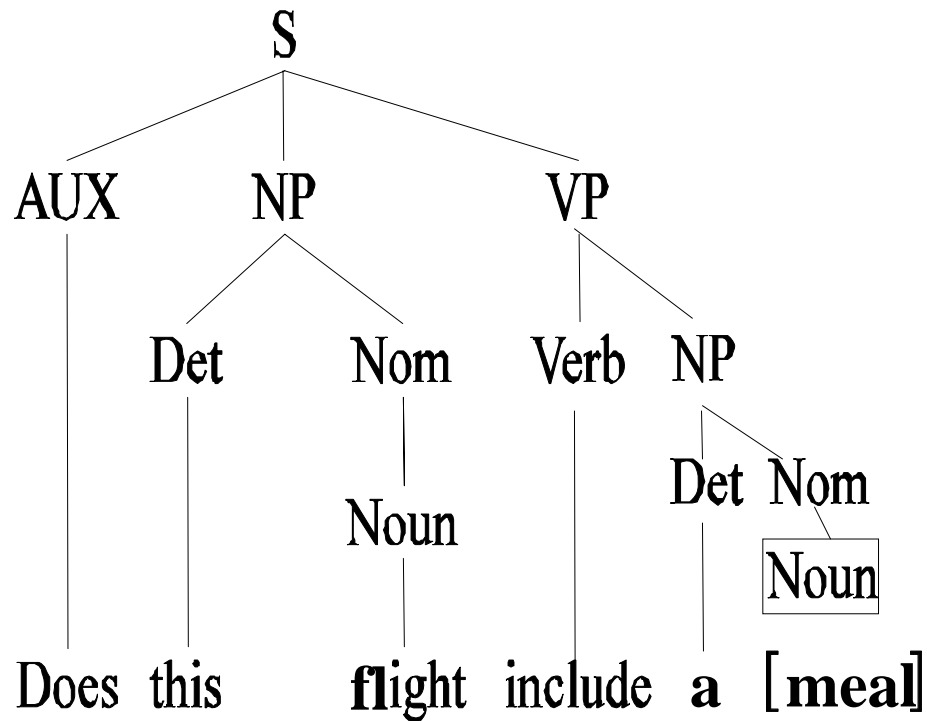 S
AUX NP VP
Det Nom Verb NP
Det Nom
Noun
Noun
Does this flight include a [meal]